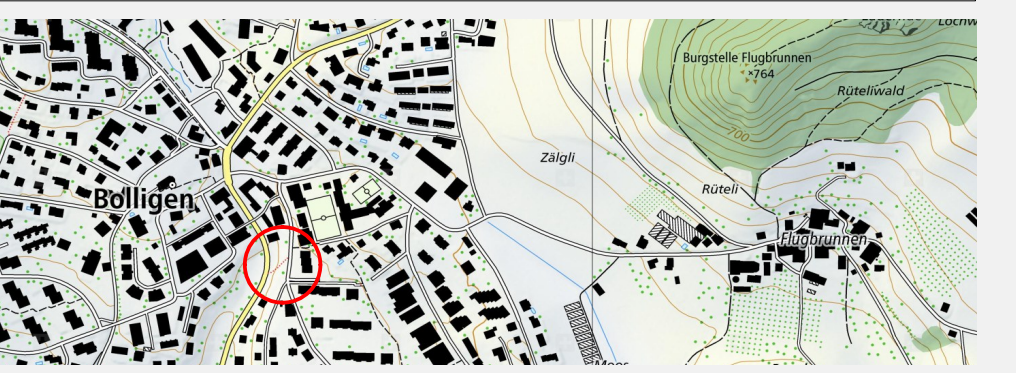 Lochw
Burgstelle Flugbrunnen
764
Rüteliwald
700
Zälgli
Rüteli
Bolligen
Flugbrunnen
Moos